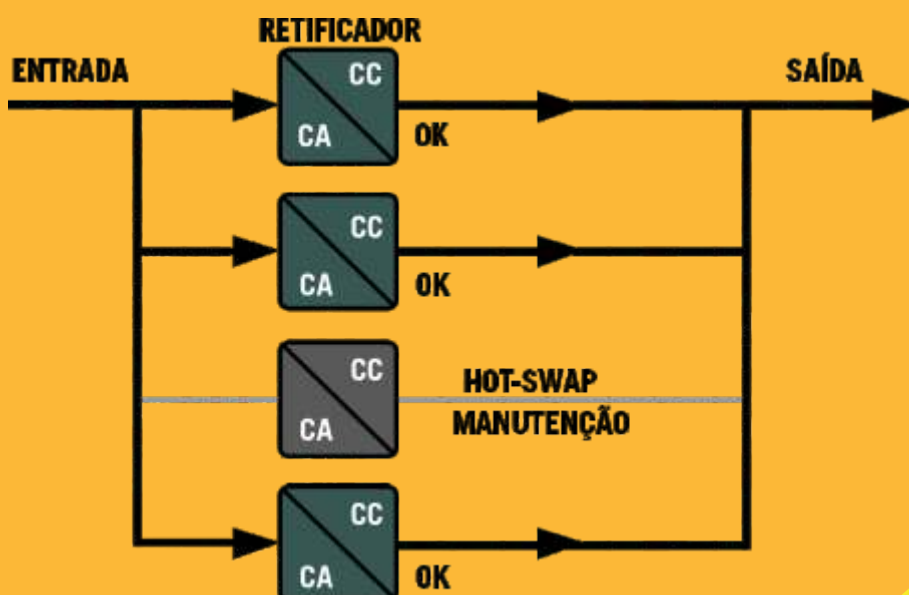 RETIFICADOR
ENTRADA
SAÍDA
CC
CA
OK
CC
CA
OK
CC
CA
HOT-SWAP
MANUTENÇÃO
CC
CA
OK